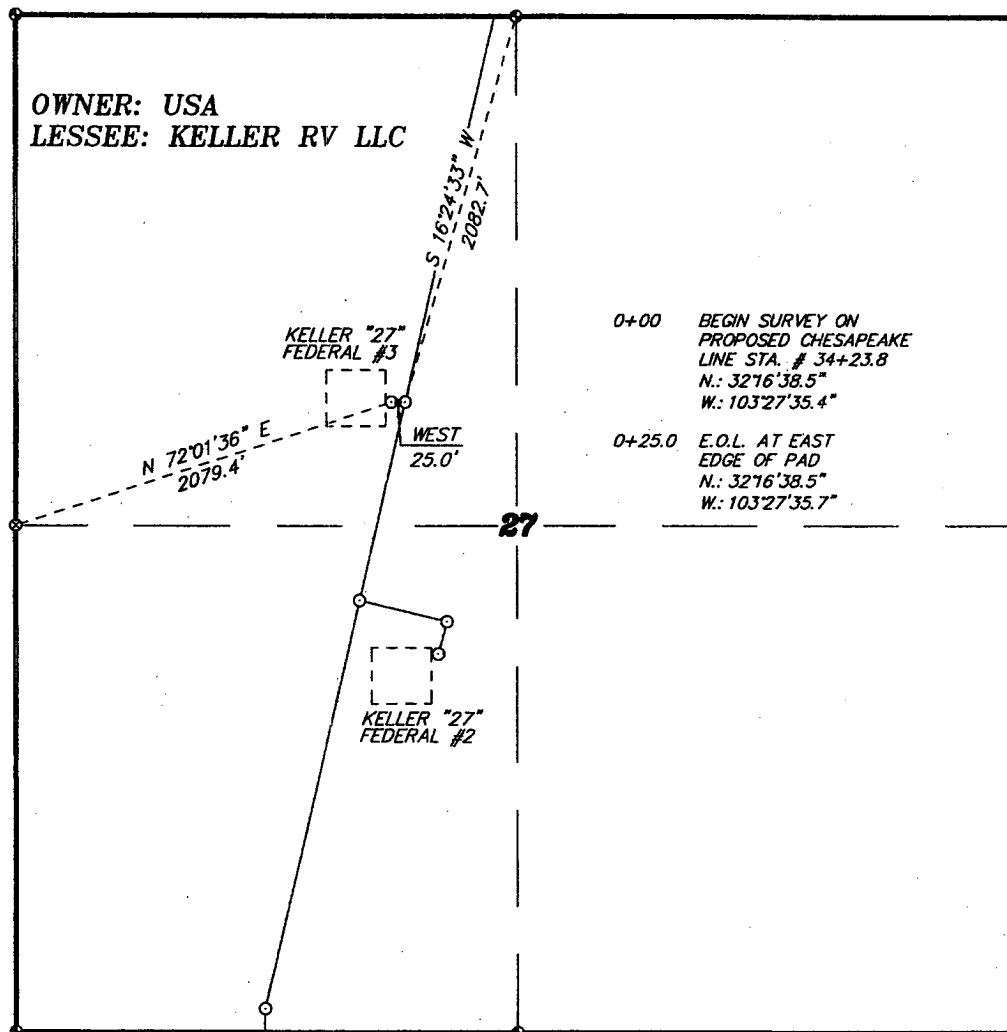 OWNER: USA
LESSEE: KELLER RV LLC
S 16°24'33" W
2082.7'
KELLER "27"
FEDERAL #3
N 72°01'36" E
2079.4'
WEST
25.0'
0+00 BEGIN SURVEY ON
PROPOSED CHESAPEAKE
LINE STA. # 34+23.8
N.: 32°16'38.5"
W.: 103°27'35.4"
0+25.0 E.O.L. AT EAST
EDGE OF PAD
N.: 32°16'38.5"
W.: 103°27'35.7"
27
KELLER "27"
FEDERAL #2